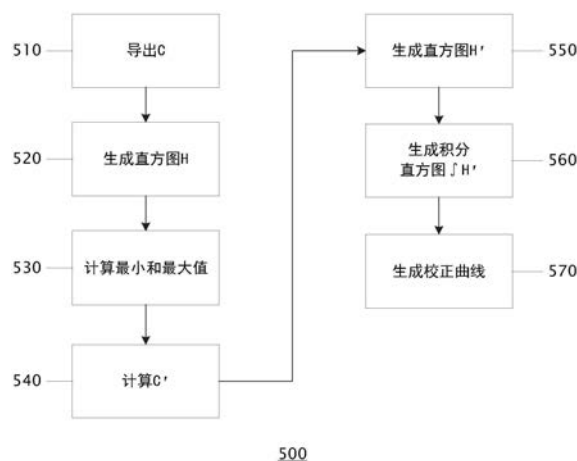 510
导出C
520
生成直方图H
530
计算最小和最大值
540
计算C'
生成直方图H'
550
生成积分
直方图∫H'
560
生成校正曲线
570
500